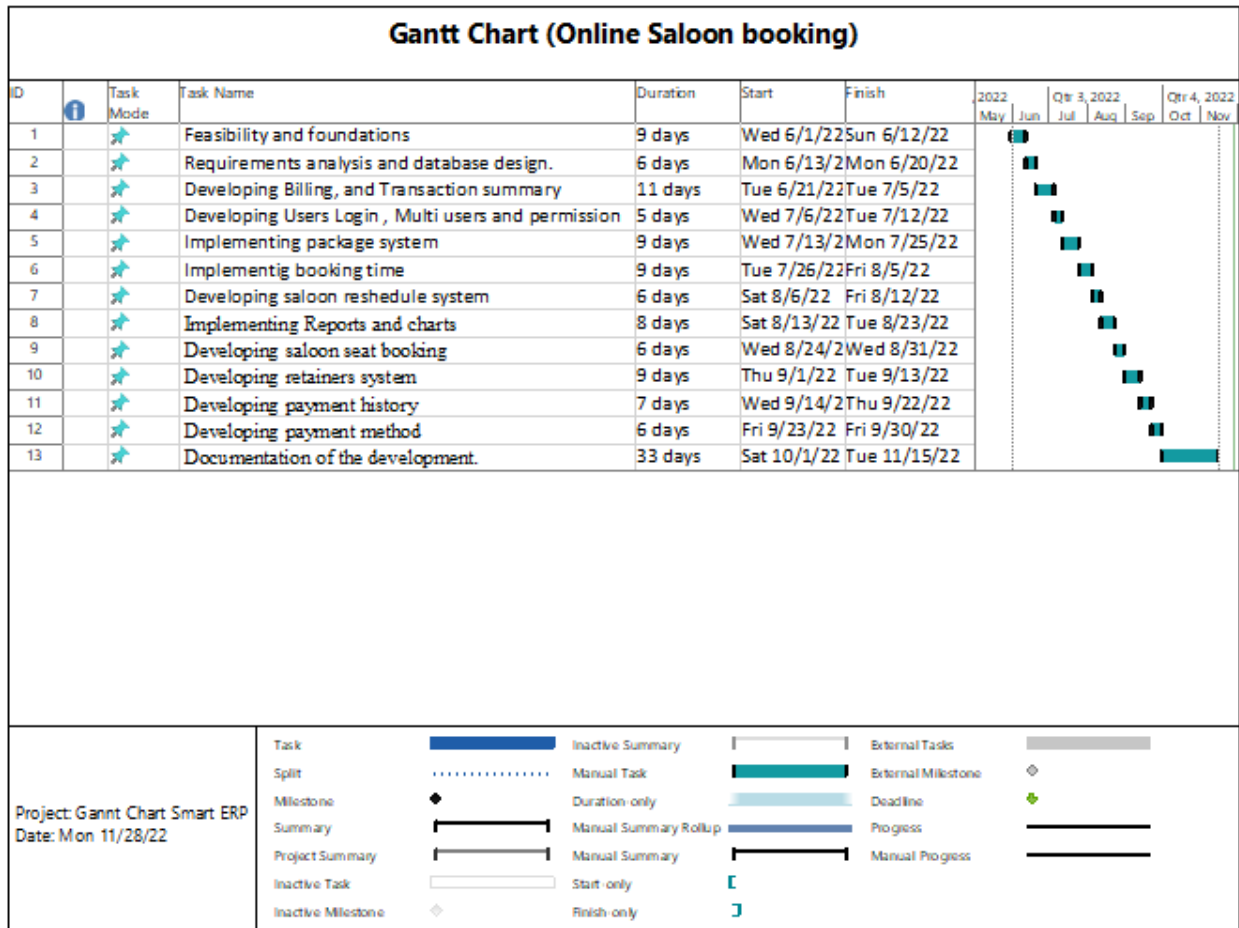 Gantt Chart (Online Saloon booking)
ID Task Mode Task Name Duration Start Finish , 2022 Qtr 3, 2022 Qtr 4, 2022
May Jun Jul Aug Sep Oct Nov
1 Feasibility and foundations 9 days Wed 6/1/22 Sun 6/12/22
2 Requirements analysis and database design. 6 days Mon 6/13/2 Mon 6/20/22
3 Developing Billing, and Transaction summary 11 days Tue 6/21/22 Tue 7/5/22
4 Developing Users Login , Multi users and permission 5 days Wed 7/6/22 Tue 7/12/22
5 Implementing package system 9 days Wed 7/13/2 Mon 7/25/22
6 Implementig booking time 9 days Tue 7/26/22 Fri 8/5/22
7 Developing saloon reshedule system 6 days Sat 8/6/22 Fri 8/12/22
8 Implementing Reports and charts 8 days Sat 8/13/22 Tue 8/23/22
9 Developing saloon seat booking 6 days Wed 8/24/2 Wed 8/31/22
10 Developing retainers system 9 days Thu 9/1/22 Tue 9/13/22
11 Developing payment history 7 days Wed 9/14/2 Thu 9/22/22
12 Developing payment method 6 days Fri 9/23/22 Fri 9/30/22
13 Documentation of the development. 33 days Sat 10/1/22 Tue 11/15/22
Project: Gannt Chart Smart ERP
Date: Mon 11/28/22
Task Inactive Summary External Tasks
Split Manual Task External Milestone
Milestone Duration-only Deadline
Summary Manual Summary Rollup Progress
Project Summary Manual Summary Manual Progress
Inactive Task Start-only
Inactive Milestone Finish-only